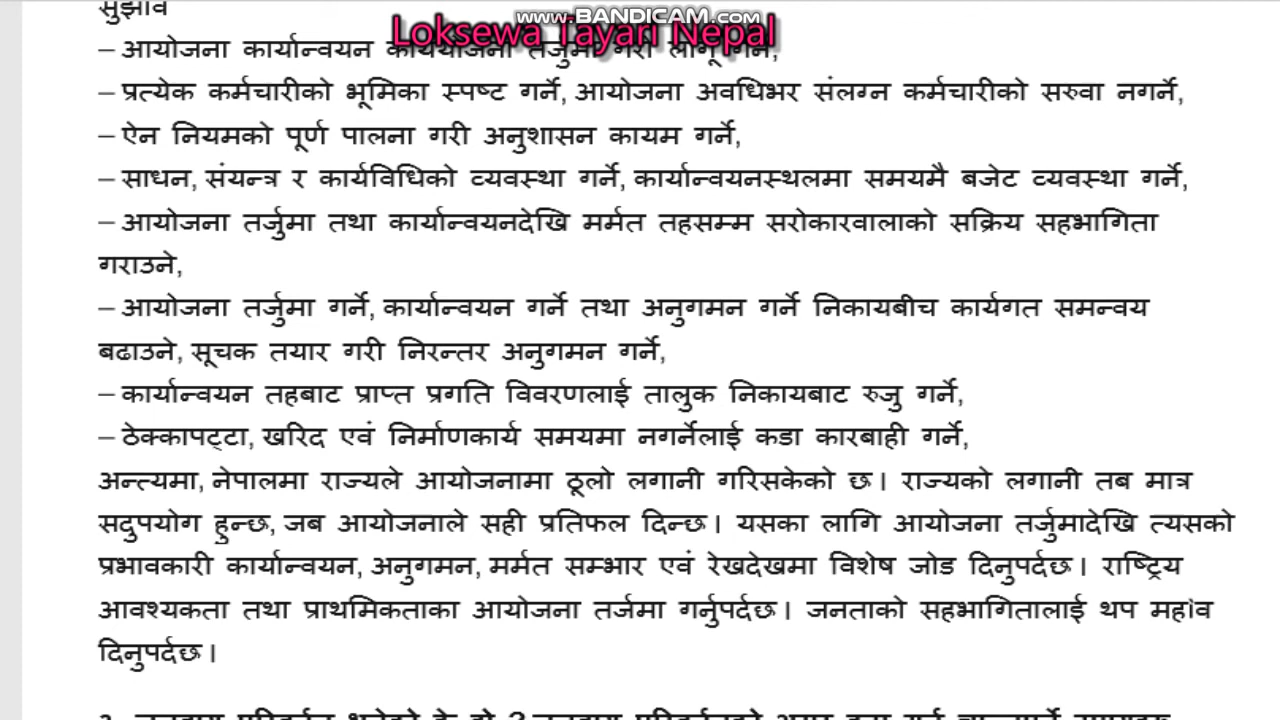 सुझाव
www.BANDICAM.com
Loksewa Tayari Nepal
– आयोजना कार्यान्वयन कार्ययोजना तर्जुमा गरी लागू गर्ने,
– प्रत्येक कर्मचारीको भूमिका स्पष्ट गर्ने, आयोजना अवधिभर संलग्न कर्मचारीको सरुवा नगर्ने,
– ऐन नियमको पूर्ण पालना गरी अनुशासन कायम गर्ने,
– साधन, संयन्त्र र कार्यविधिको व्यवस्था गर्ने, कार्यान्वयनस्थलमा समयमै बजेट व्यवस्था गर्ने,
– आयोजना तर्जुमा तथा कार्यान्वयनदेखि मर्मत तहसम्म सरोकारवालाको सक्रिय सहभागिता
गराउने,
– आयोजना तर्जुमा गर्ने, कार्यान्वयन गर्ने तथा अनुगमन गर्ने निकायबीच कार्यगत समन्वय
बढाउने, सूचक तयार गरी निरन्तर अनुगमन गर्ने,
– कार्यान्वयन तहबाट प्राप्त प्रगति विवरणलाई तालुक निकायबाट रुजु गर्ने,
– ठेक्कापट्टा, खरिद एवं निर्माणकार्य समयमा नगर्नेलाई कडा कारबाही गर्ने,
अन्त्यमा, नेपालमा राज्यले आयोजनामा ठूलो लगानी गरिसकेको छ। राज्यको लगानी तब मात्र
सदुपयोग हुन्छ, जब आयोजनाले सही प्रतिफल दिन्छ। यसका लागि आयोजना तर्जुमादेखि त्यसको
प्रभावकारी कार्यान्वयन, अनुगमन, मर्मत सम्भार एवं रेखदेखमा विशेष जोड दिनुपर्दछ। राष्ट्रिय
आवश्यकता तथा प्राथमिकताका आयोजना तर्जमा गर्नुपर्दछ। जनताको सहभागितालाई थप महìव
दिनुपर्दछ।